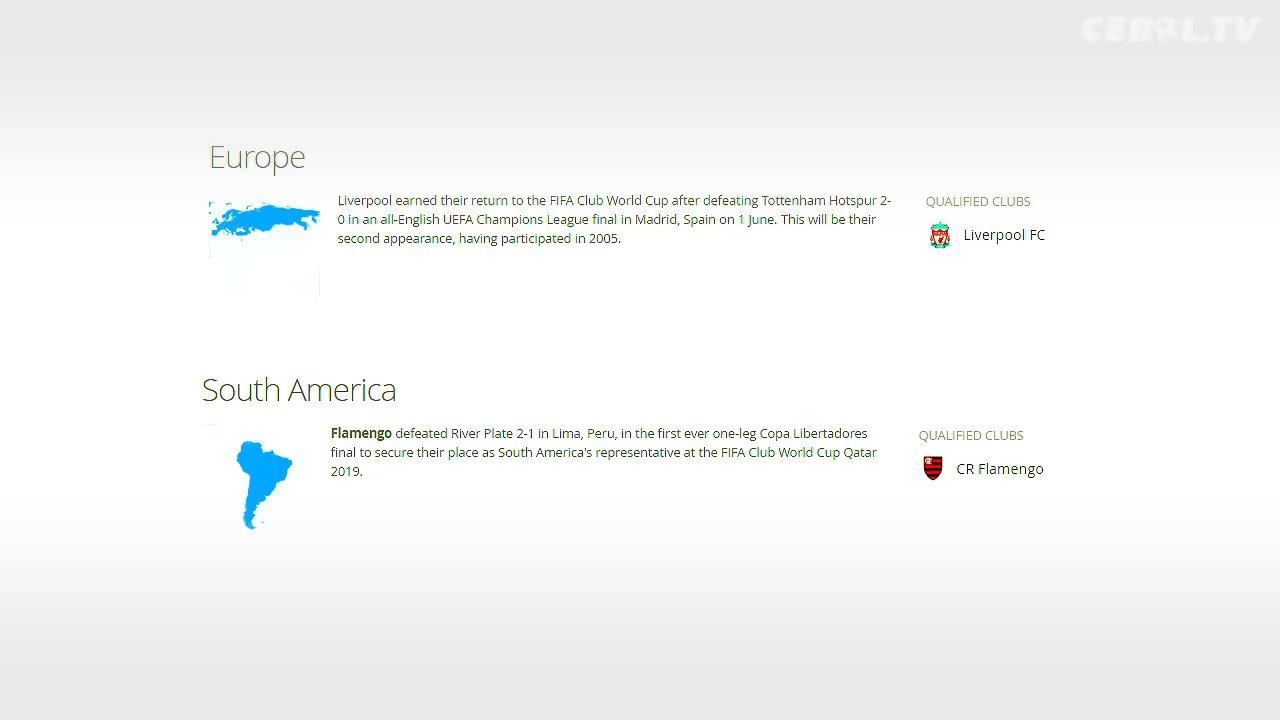 CEBOL.TV
Europe
Liverpool earned their return to the FIFA Club World Cup after defeating Tottenham Hotspur 2-
0 in an all-English UEFA Champions League final in Madrid, Spain on 1 June. This will be their
second appearance, having participated in 2005.
QUALIFIED CLUBS
Liverpool FC
South America
Flamengo defeated River Plate 2-1 in Lima, Peru, in the first ever one-leg Copa Libertadores
final to secure their place as South America's representative at the FIFA Club World Cup Qatar
2019.
QUALIFIED CLUBS
CR Flamengo